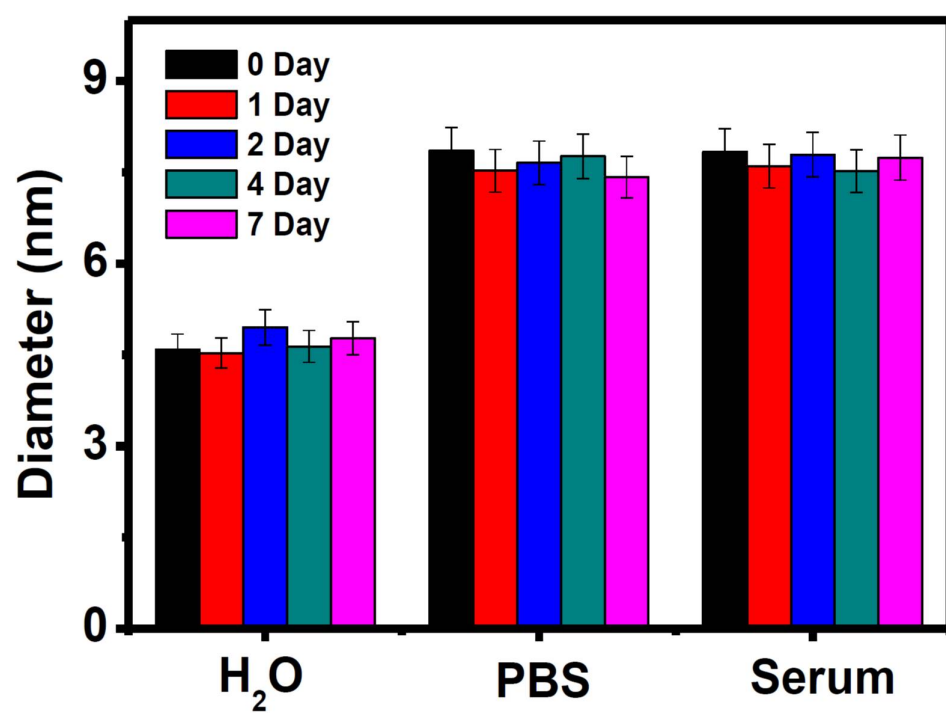 9
6
3
0
Diameter (nm)
0 Day
1 Day
2 Day
4 Day
7 Day
H₂O
PBS
Serum